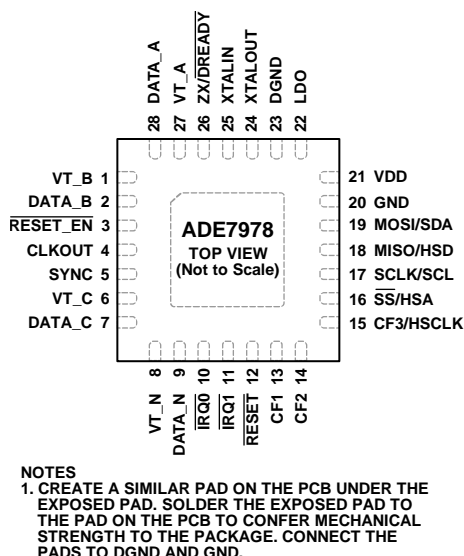 28 DATA_A
27 VT_A
26 ZX/DREADY
25 XTALIN
24 XTALOUT
23 DGND
22 LDO
VT_B 1
DATA_B 2
RESET_EN 3
CLKOUT 4
SYNC 5
VT_C 6
DATA_C 7
ADE7978
TOP VIEW
(Not to Scale)
21 VDD
20 GND
19 MOSI/SDA
18 MISO/HSD
17 SCLK/SCL
16 SS/HSA
15 CF3/HSCLK
VT_N 8
DATA_N 9
IRQ0 10
IRQ1 11
RESET 12
CF1 13
CF2 14
NOTES
1. CREATE A SIMILAR PAD ON THE PCB UNDER THE
EXPOSED PAD. SOLDER THE EXPOSED PAD TO
THE PAD ON THE PCB TO CONFER MECHANICAL
STRENGTH TO THE PACKAGE. CONNECT THE
PADS TO DGND AND GND.